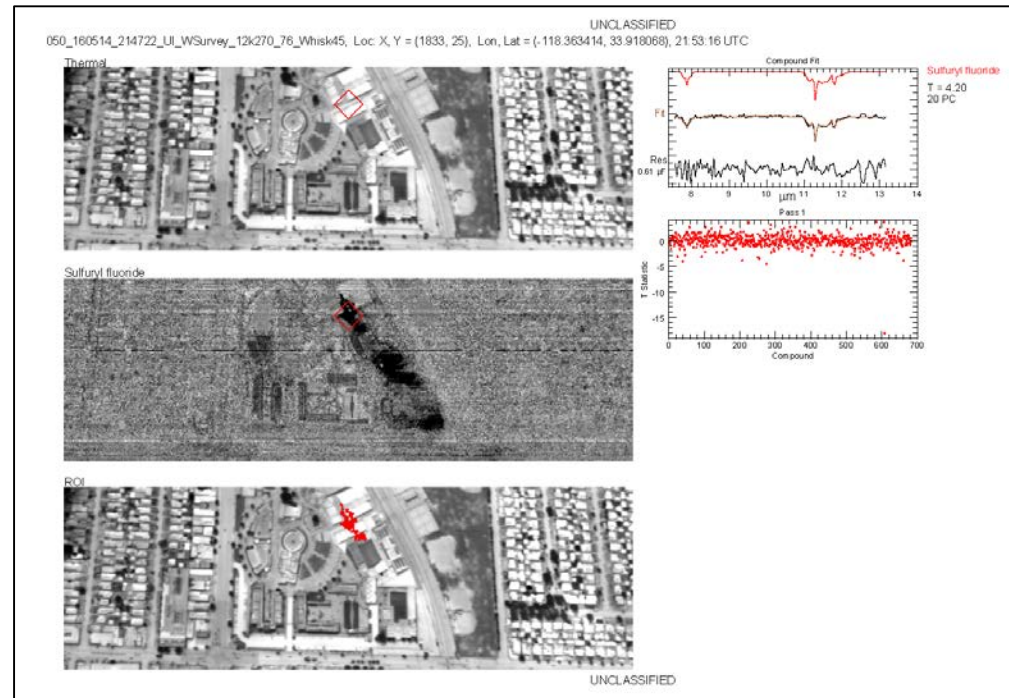 UNCLASSIFIED
050_160514_214722_UI_WSurvey_12k270_76_Whisk45, Loc: X, Y = {1833, 25}, Lon, Lat = {-118.363414, 33.918068}, 21:53:16 UTC
Thermal
Compound Fit
Sulfuryl fluoride
T = 4.20
20 PC
Fit
Res
0.61 µF
8 9 10 11 12 13 14
µm
Sulfuryl fluoride
Pass 1
T Statistic
0
-5
-10
-15
0 100 200 300 400 500 600 700
Compound
ROI
UNCLASSIFIED